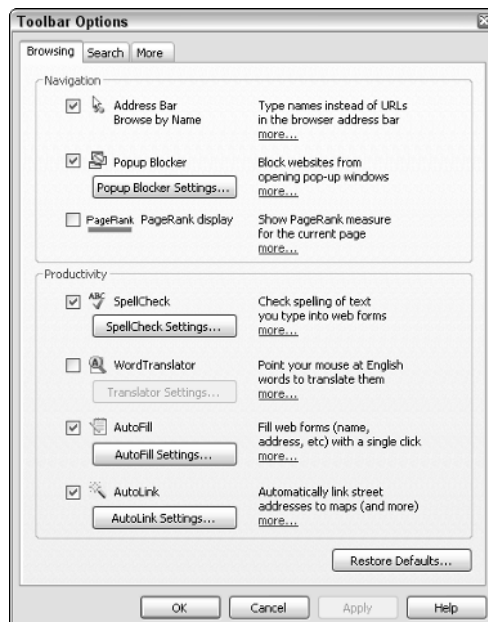 Toolbar Options
Browsing Search More
Navigation
Address Bar
Browse by Name
Type names instead of URLs
in the browser address bar
more...
Popup Blocker
Popup Blocker Settings...
Block websites from
opening pop-up windows
more...
PageRank PageRank display
Show PageRank measure
for the current page
more...
Productivity
ABC SpellCheck
SpellCheck Settings...
Check spelling of text
you type into web forms
more...
WordTranslator
Translator Settings...
Point your mouse at English
words to translate them
more...
AutoFill
AutoFill Settings...
Fill web forms (name,
address, etc) with a single click
more...
AutoLink
AutoLink Settings...
Automatically link street
addresses to maps (and more)
more...
Restore Defaults...
OK Cancel Apply Help